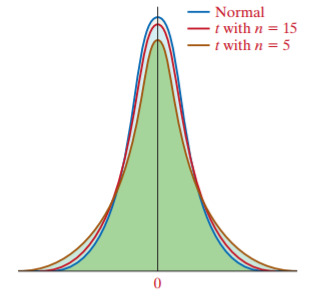 Normal
t with n = 15
t with n = 5
0